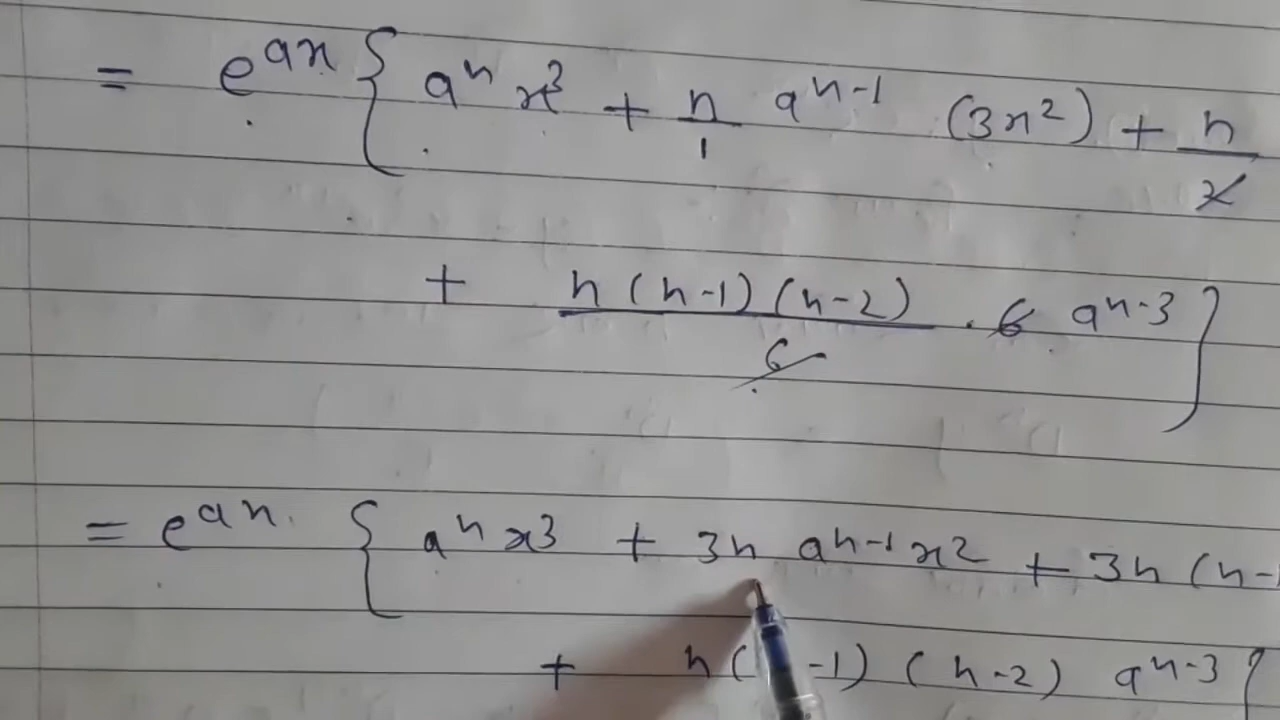 = e^{ax} { a^n x^3 + n/1 a^{n-1} (3x^2) + n/2
+ n(n-1)(n-2)/6 . 6 a^{n-3} }
= e^{ax} { a^n x^3 + 3n a^{n-1} x^2 + 3n (n-
+ n( -1) (n-2) a^{n-3} }